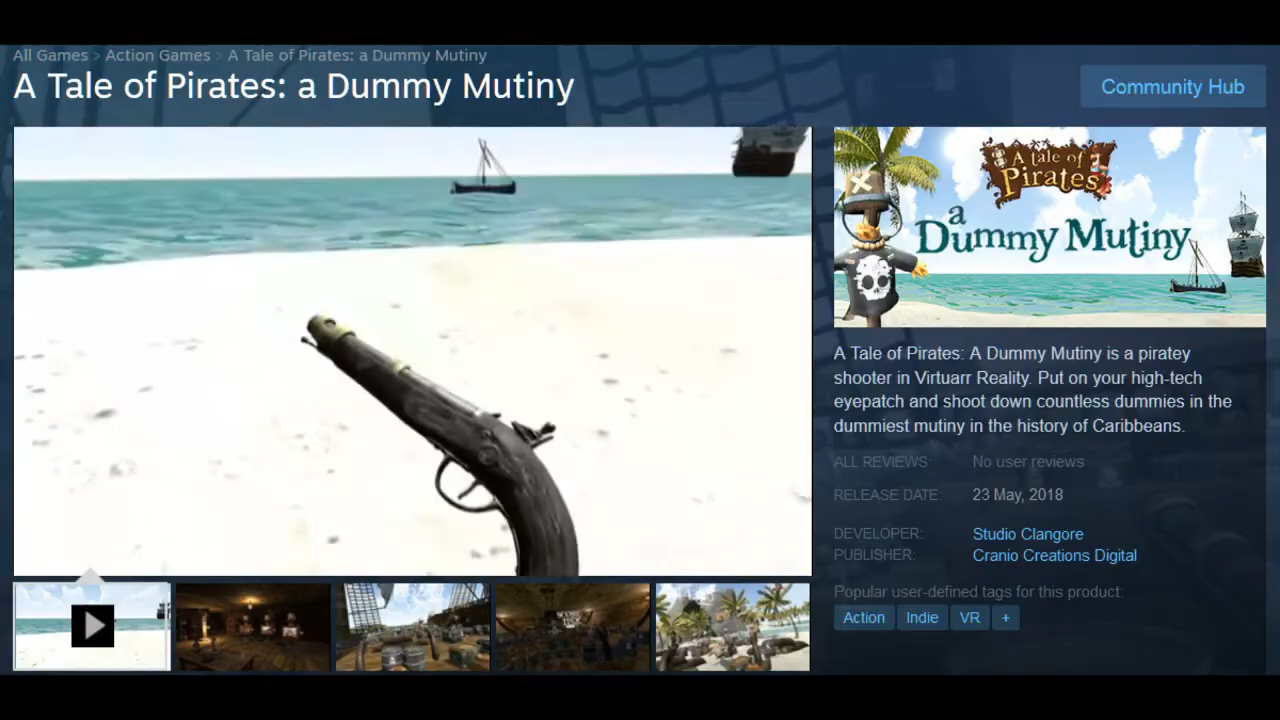 All Games > Action Games > A Tale of Pirates: a Dummy Mutiny
A Tale of Pirates: a Dummy Mutiny
Community Hub
A tale of
Pirates
a
Dummy Mutiny
A Tale of Pirates: A Dummy Mutiny is a piratey
shooter in Virtuarr Reality. Put on your high-tech
eyepatch and shoot down countless dummies in the
dummiest mutiny in the history of Caribbeans.
ALL REVIEWS: No user reviews
RELEASE DATE: 23 May, 2018
DEVELOPER: Studio Clangore
PUBLISHER: Cranio Creations Digital
Popular user-defined tags for this product:
Action Indie VR +